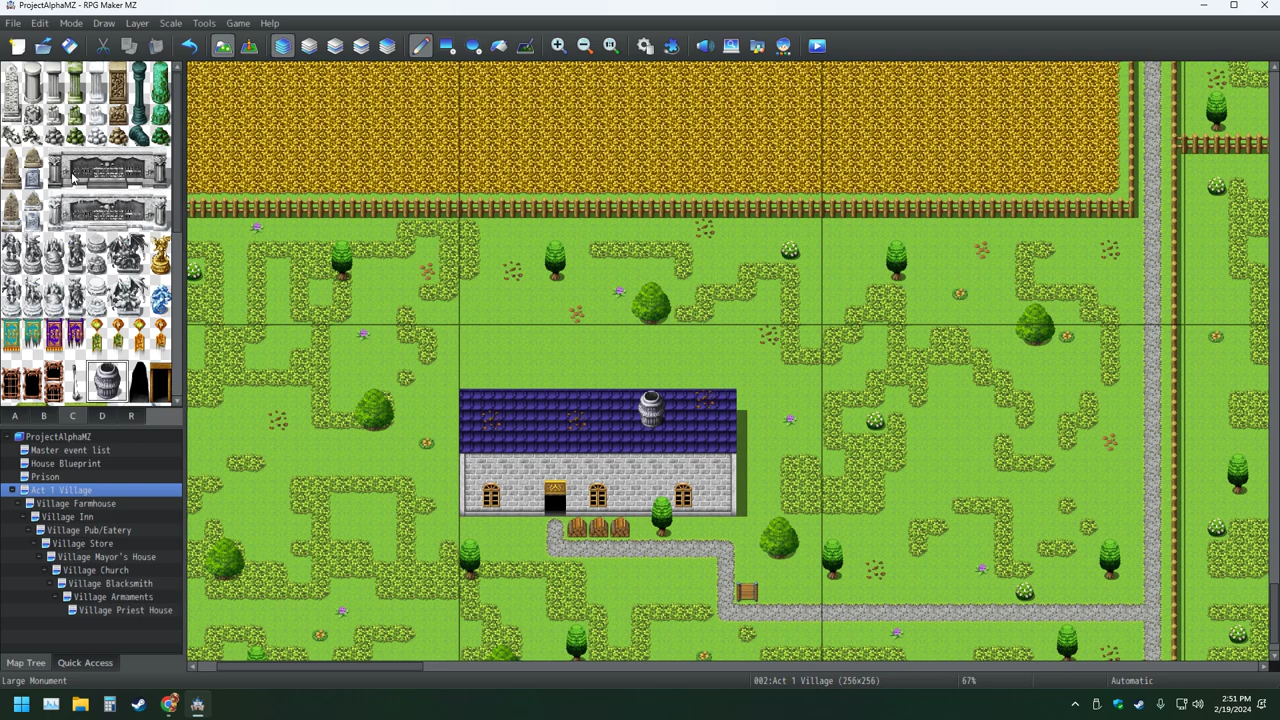 ProjectAlphaMZ - RPG Maker MZ
File Edit Mode Draw Layer Scale Tools Game Help
A B C D R
ProjectAlphaMZ
Master event list
House Blueprint
Prison
Act 1 Village
Village Farmhouse
Village Inn
Village Pub/Eatery
Village Store
Village Mayor's House
Village Church
Village Blacksmith
Village Armaments
Village Priest House
Map Tree Quick Access
Large Monument 002:Act 1 Village (256x256) 67% Automatic
2:51 PM
2/19/2024